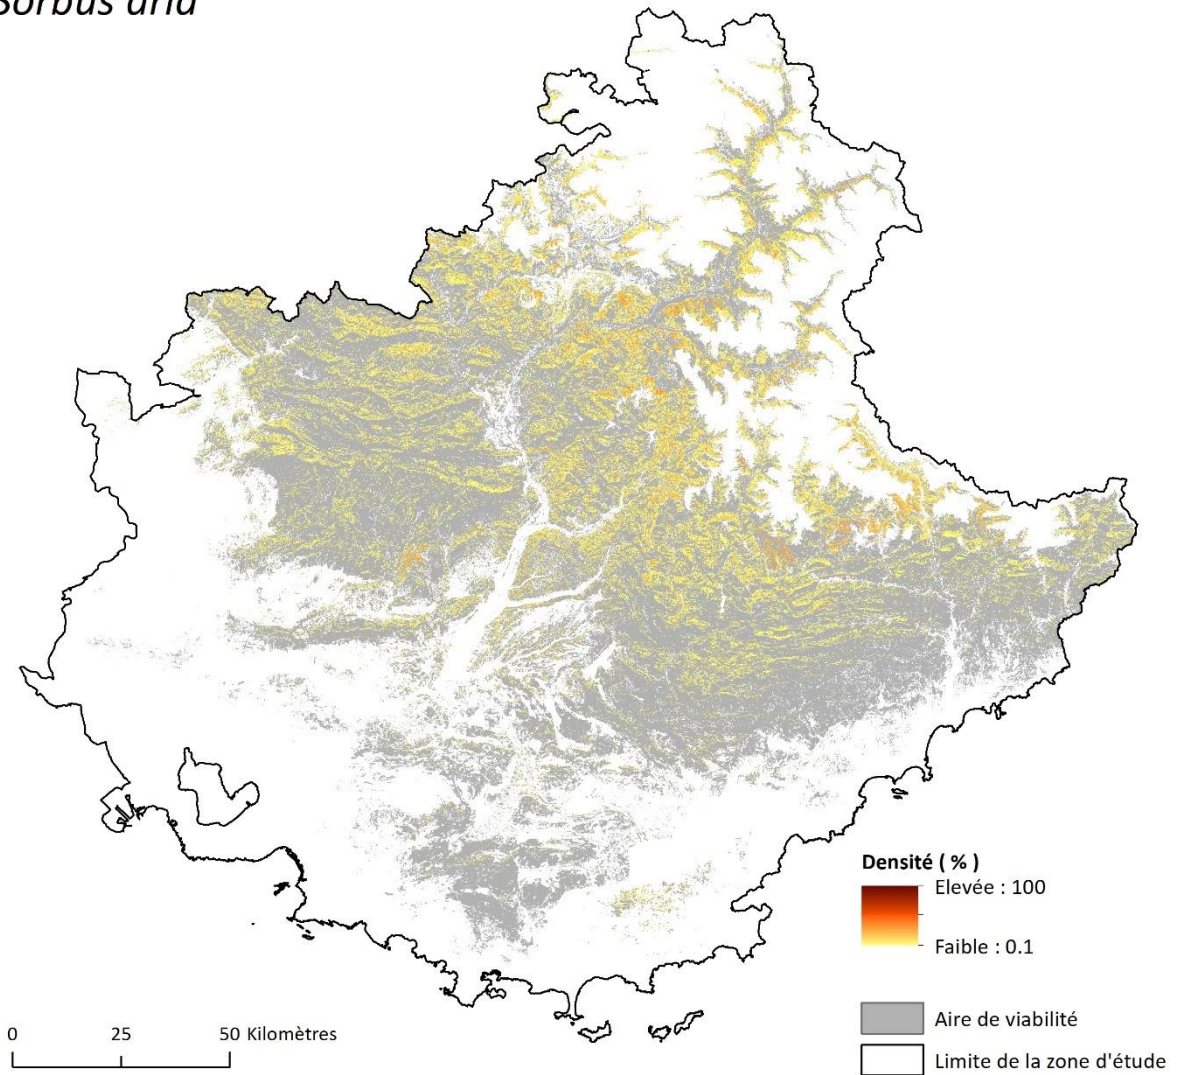 Sorbus aria
Densité ( % )
Elevée : 100
Faible : 0.1
Aire de viabilité
Limite de la zone d'étude
0 25 50 Kilomètres